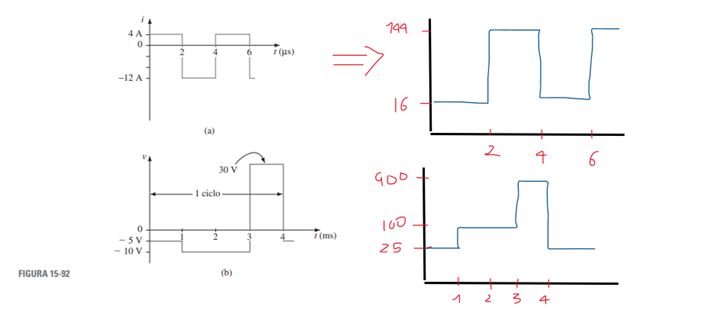 i
4 A
0
2 4 6 t (μs)
−12 A
(a)
144
16
2 4 6
v
30 V
1 ciclo
0
1 2 3 4 t (ms)
− 5 V
− 10 V
(b)
FIGURA 15-92
900
100
25
1 2 3 4